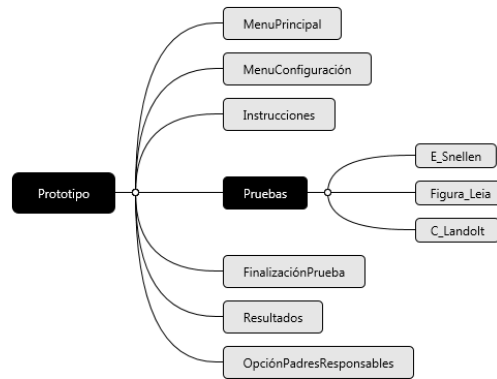 MenuPrincipal
MenuConfiguración
Instrucciones
E_Snellen
Prototipo
Pruebas
Figura_Leia
C_Landolt
FinalizaciónPrueba
Resultados
OpciónPadresResponsables